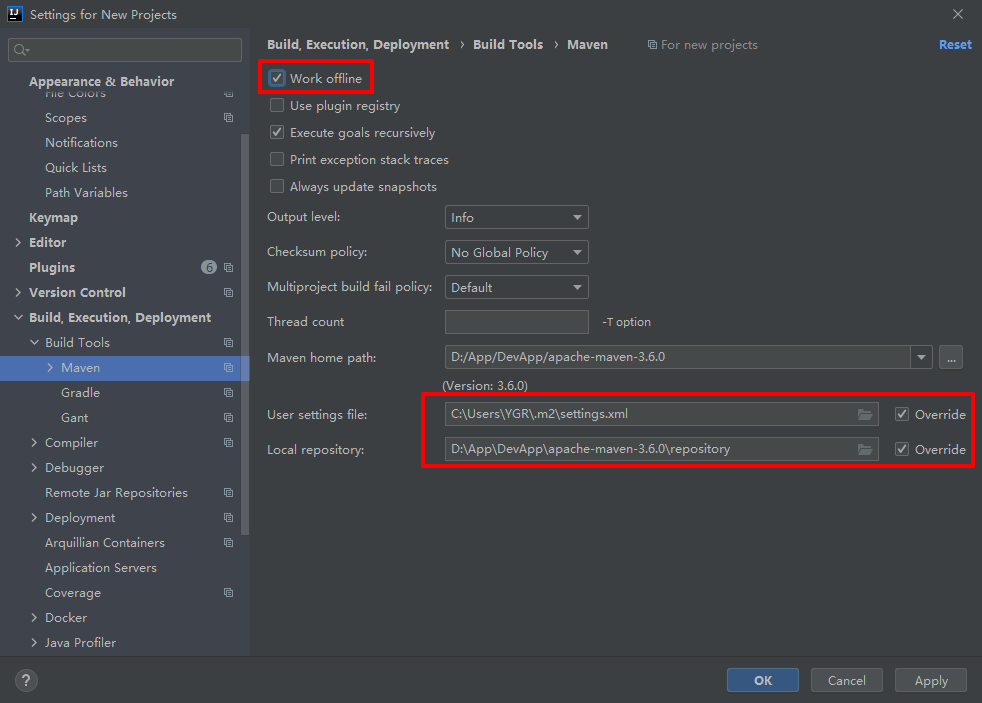 Settings for New Projects
Appearance & Behavior
File Colors
Scopes
Notifications
Quick Lists
Path Variables
Keymap
Editor
Plugins 6
Version Control
Build, Execution, Deployment
Build Tools
Maven
Gradle
Gant
Compiler
Debugger
Remote Jar Repositories
Deployment
Arquillian Containers
Application Servers
Coverage
Docker
Java Profiler
Build, Execution, Deployment › Build Tools › Maven For new projects Reset
Work offline
Use plugin registry
Execute goals recursively
Print exception stack traces
Always update snapshots
Output level: Info
Checksum policy: No Global Policy
Multiproject build fail policy: Default
Thread count -T option
Maven home path: D:/App/DevApp/apache-maven-3.6.0 ...
(Version: 3.6.0)
User settings file: C:\Users\YGR\.m2\settings.xml Override
Local repository: D:\App\DevApp\apache-maven-3.6.0\repository Override
? OK Cancel Apply